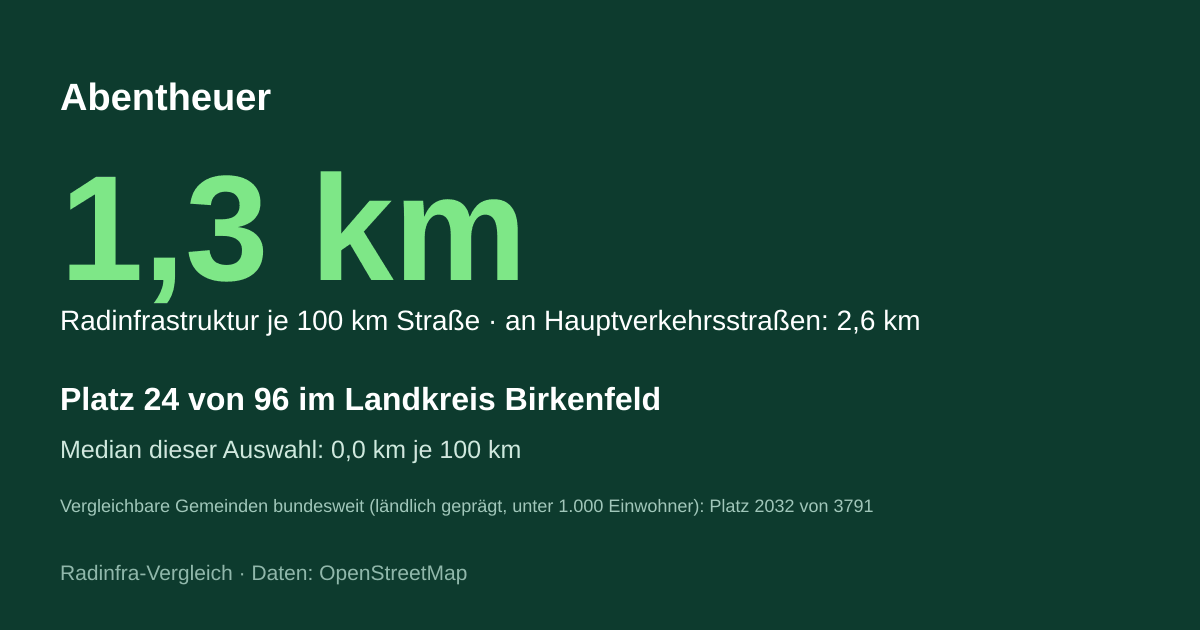 Abentheuer
1,3 km
Radinfrastruktur je 100 km Straße · an Hauptverkehrsstraßen: 2,6 km
Platz 24 von 96 im Landkreis Birkenfeld
Median dieser Auswahl: 0,0 km je 100 km
Vergleichbare Gemeinden bundesweit (ländlich geprägt, unter 1.000 Einwohner): Platz 2032 von 3791
Radinfra-Vergleich · Daten: OpenStreetMap